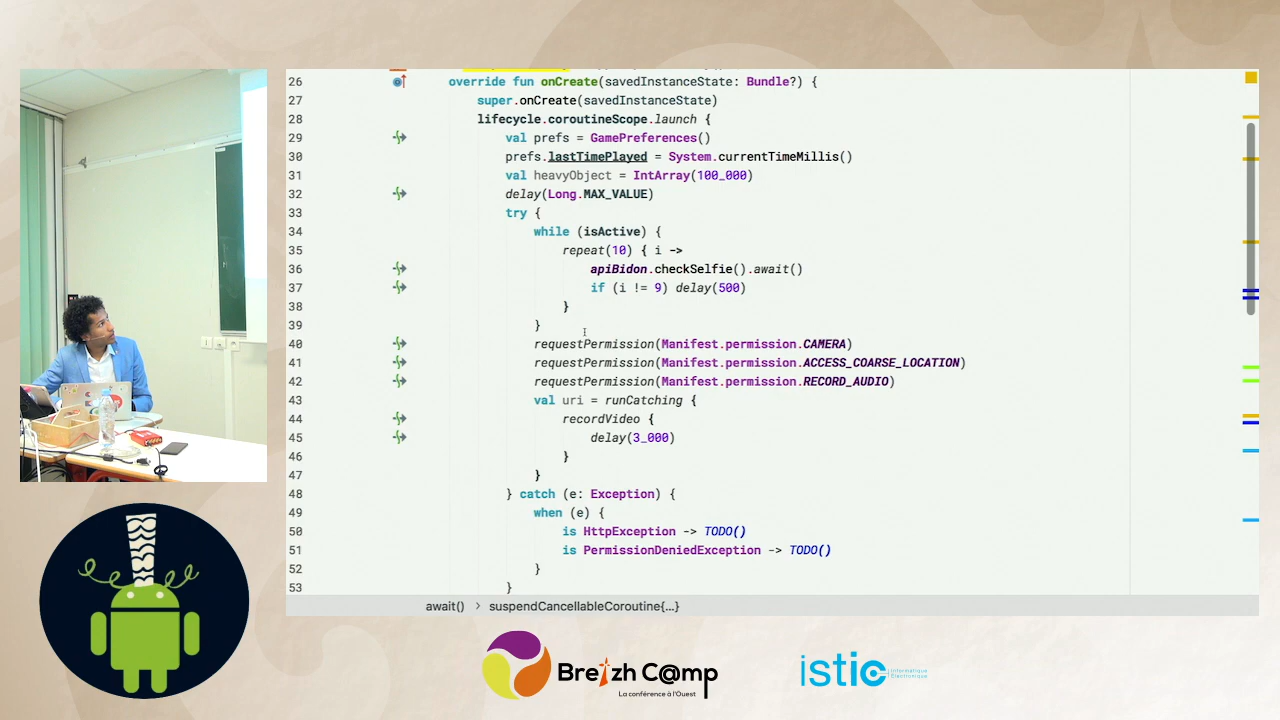 26 override fun onCreate(savedInstanceState: Bundle?) {
27 super.onCreate(savedInstanceState)
28 lifecycle.coroutineScope.launch {
29 val prefs = GamePreferences()
30 prefs.lastTimePlayed = System.currentTimeMillis()
31 val heavyObject = IntArray(100_000)
32 delay(Long.MAX_VALUE)
33 try {
34 while (isActive) {
35 repeat(10) { i ->
36 apiBidon.checkSelfie().await()
37 if (i != 9) delay(500)
38 }
39 }
40 requestPermission(Manifest.permission.CAMERA)
41 requestPermission(Manifest.permission.ACCESS_COARSE_LOCATION)
42 requestPermission(Manifest.permission.RECORD_AUDIO)
43 val uri = runCatching {
44 recordVideo {
45 delay(3_000)
46 }
47 }
48 } catch (e: Exception) {
49 when (e) {
50 is HttpException -> TODO()
51 is PermissionDeniedException -> TODO()
52 }
53 }
await() > suspendCancellableCoroutine{...}
Breizh C@mp
La conférence à l'Ouest
istic
Informatique
Électronique